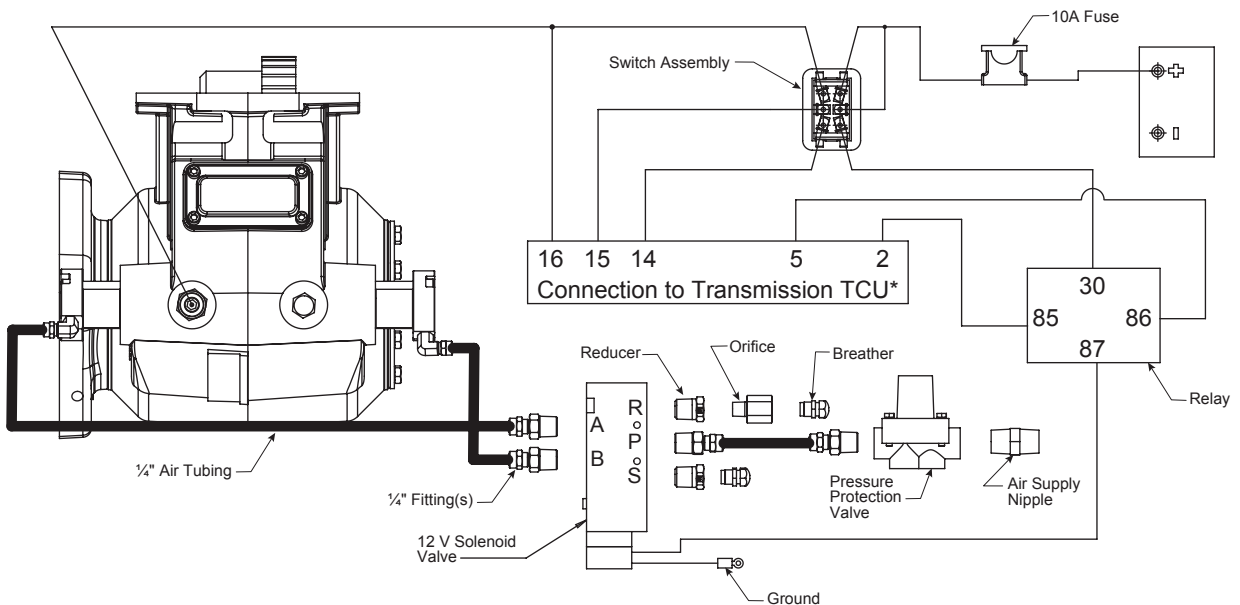 10A Fuse
Switch Assembly
16 15 14 5 2
Connection to Transmission TCU*
30
85 86
87
Relay
Reducer
Orifice
Breather
R
A
P
B
S
¼" Air Tubing
¼" Fitting(s)
Pressure
Protection
Valve
Air Supply
Nipple
12 V Solenoid
Valve
Ground